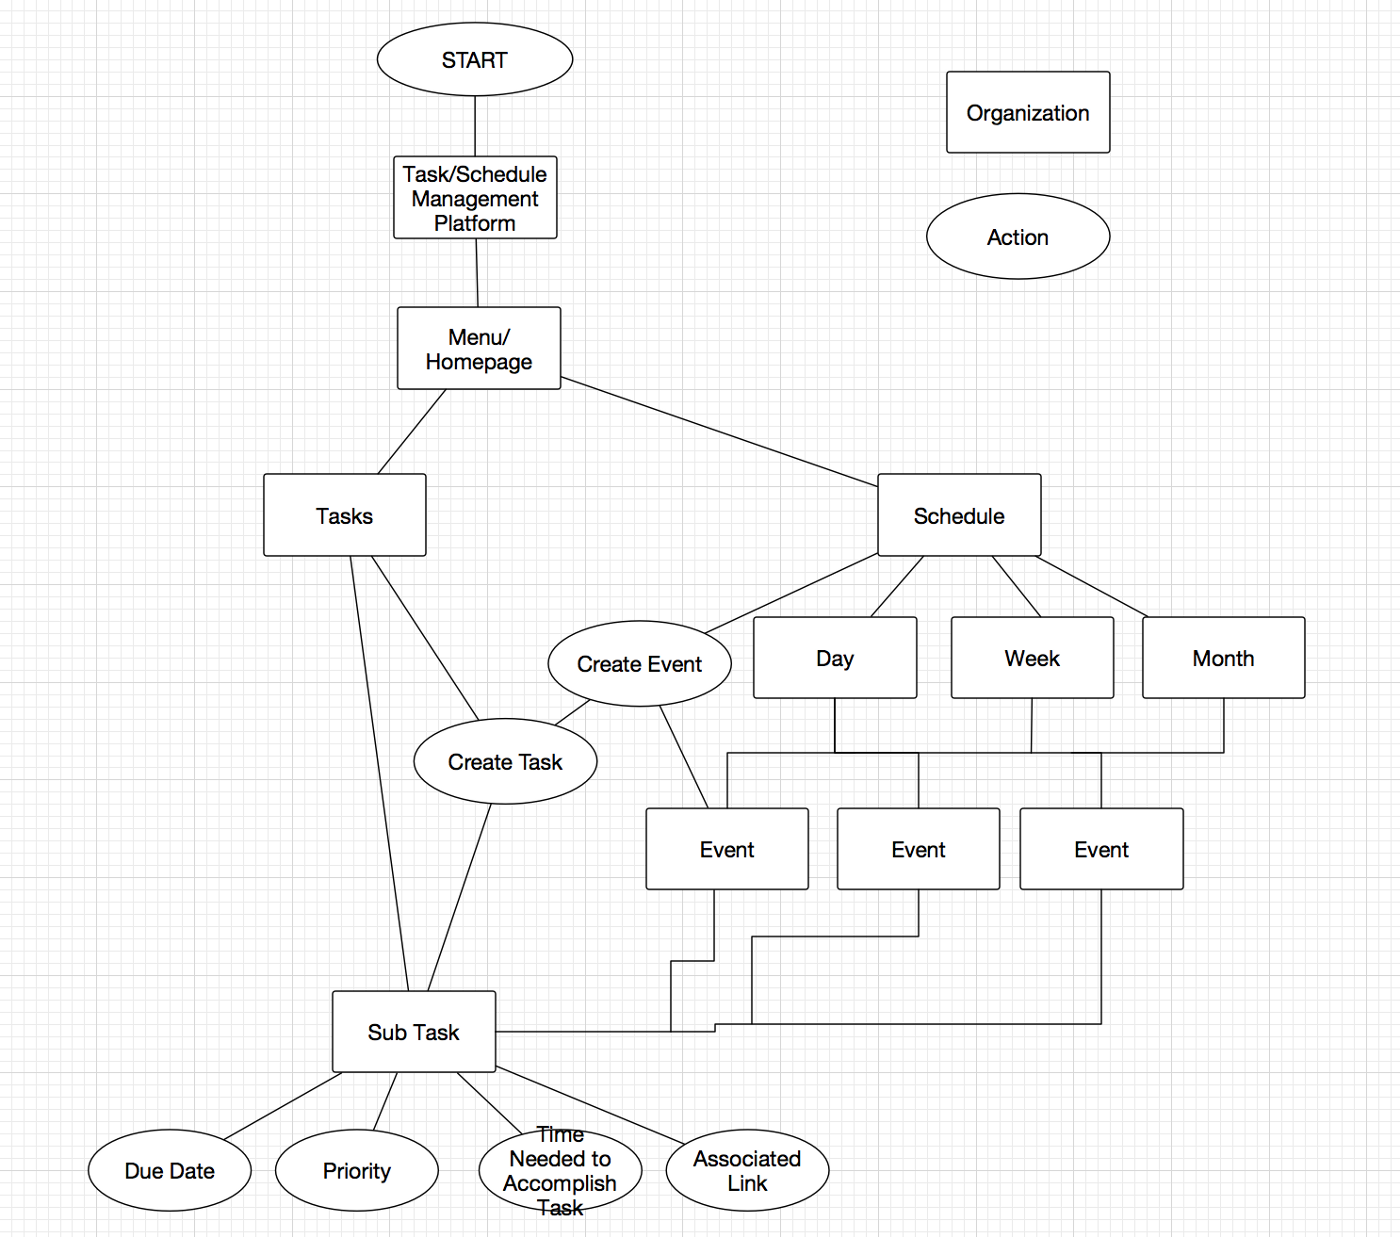 START
Organization
Task/Schedule
Management
Platform
Action
Menu/
Homepage
Tasks
Schedule
Create Event
Day
Week
Month
Create Task
Event
Event
Event
Sub Task
Due Date
Priority
Time
Needed to
Accomplish
Task
Associated
Link